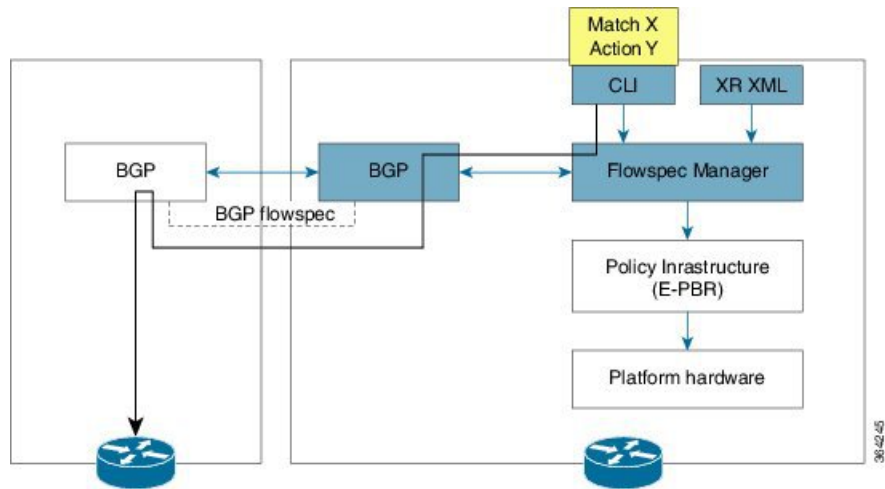 Match X
Action Y
CLI
XR XML
BGP
BGP
Flowspec Manager
BGP flowspec
Policy Inrastructure
(E-PBR)
Platform hardware
364245